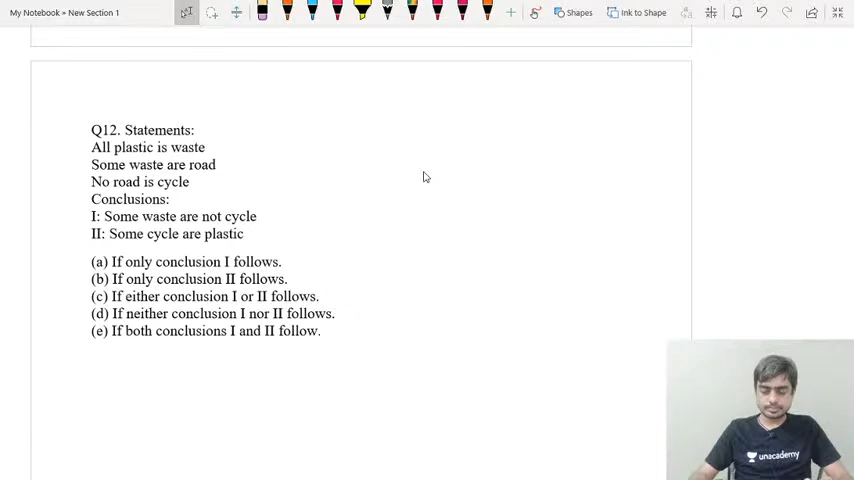 My Notebook » New Section 1
Shapes
Ink to Shape
Q12. Statements:
All plastic is waste
Some waste are road
No road is cycle
Conclusions:
I: Some waste are not cycle
II: Some cycle are plastic
(a) If only conclusion I follows.
(b) If only conclusion II follows.
(c) If either conclusion I or II follows.
(d) If neither conclusion I nor II follows.
(e) If both conclusions I and II follow.
unacademy